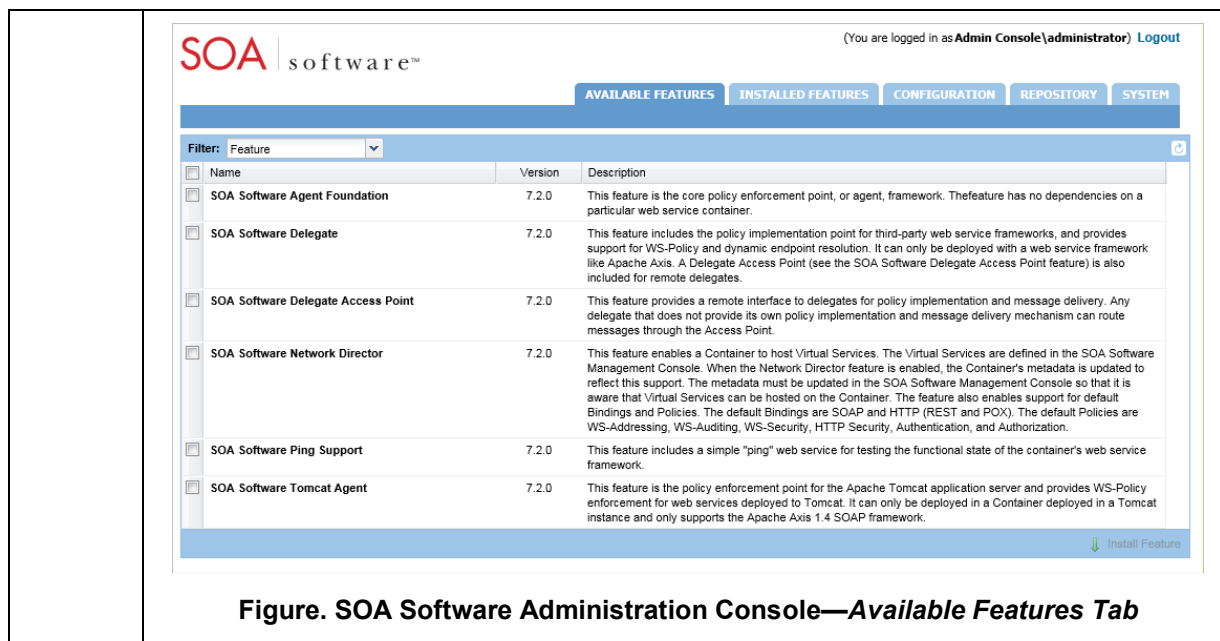 SOA software™
(You are logged in as Admin Console\administrator) Logout
AVAILABLE FEATURES INSTALLED FEATURES CONFIGURATION REPOSITORY SYSTEM
Filter: Feature
Name Version Description
SOA Software Agent Foundation 7.2.0 This feature is the core policy enforcement point, or agent, framework. Thefeature has no dependencies on a
particular web service container.
SOA Software Delegate 7.2.0 This feature includes the policy implementation point for third-party web service frameworks, and provides
support for WS-Policy and dynamic endpoint resolution. It can only be deployed with a web service framework
like Apache Axis. A Delegate Access Point (see the SOA Software Delegate Access Point feature) is also
included for remote delegates.
SOA Software Delegate Access Point 7.2.0 This feature provides a remote interface to delegates for policy implementation and message delivery. Any
delegate that does not provide its own policy implementation and message delivery mechanism can route
messages through the Access Point.
SOA Software Network Director 7.2.0 This feature enables a Container to host Virtual Services. The Virtual Services are defined in the SOA Software
Management Console. When the Network Director feature is enabled, the Container's metadata is updated to
reflect this support. The metadata must be updated in the SOA Software Management Console so that it is
aware that Virtual Services can be hosted on the Container. The feature also enables support for default
Bindings and Policies. The default Bindings are SOAP and HTTP (REST and POX). The default Policies are
WS-Addressing, WS-Auditing, WS-Security, HTTP Security, Authentication, and Authorization.
SOA Software Ping Support 7.2.0 This feature includes a simple "ping" web service for testing the functional state of the container's web service
framework.
SOA Software Tomcat Agent 7.2.0 This feature is the policy enforcement point for the Apache Tomcat application server and provides WS-Policy
enforcement for web services deployed to Tomcat. It can only be deployed in a Container deployed in a Tomcat
instance and only supports the Apache Axis 1.4 SOAP framework.
Install Feature
Figure. SOA Software Administration Console—Available Features Tab